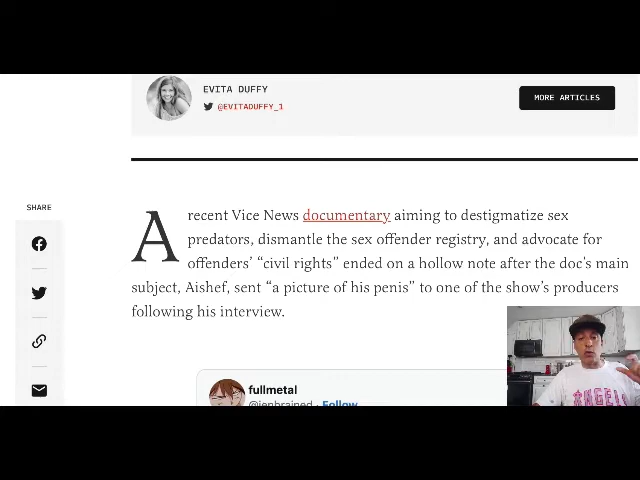 EVITA DUFFY
@EVITADUFFY_1
MORE ARTICLES
SHARE
A recent Vice News documentary aiming to destigmatize sex
predators, dismantle the sex offender registry, and advocate for
offenders’ “civil rights” ended on a hollow note after the doc’s main
subject, Aishef, sent “a picture of his penis” to one of the show’s producers
following his interview.
fullmetal
@ienbrained · Follow
ANGELS